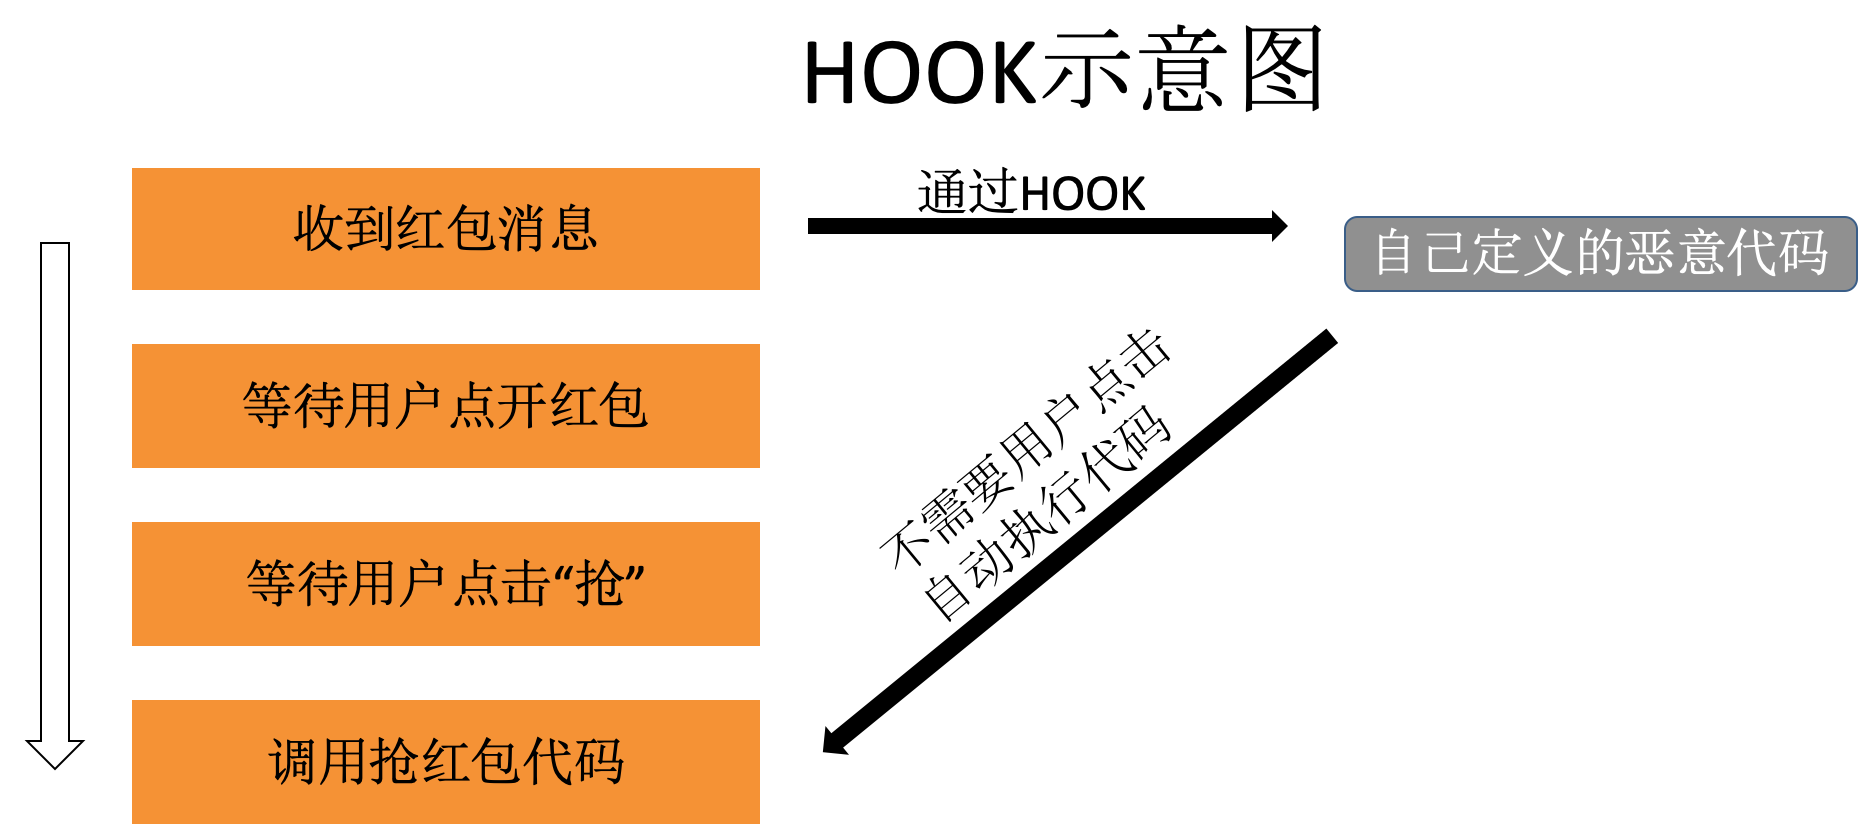 HOOK示意图
收到红包消息
通过HOOK
自己定义的恶意代码
等待用户点开红包
不需要用户点击
自动执行代码
等待用户点击“抢”
调用抢红包代码